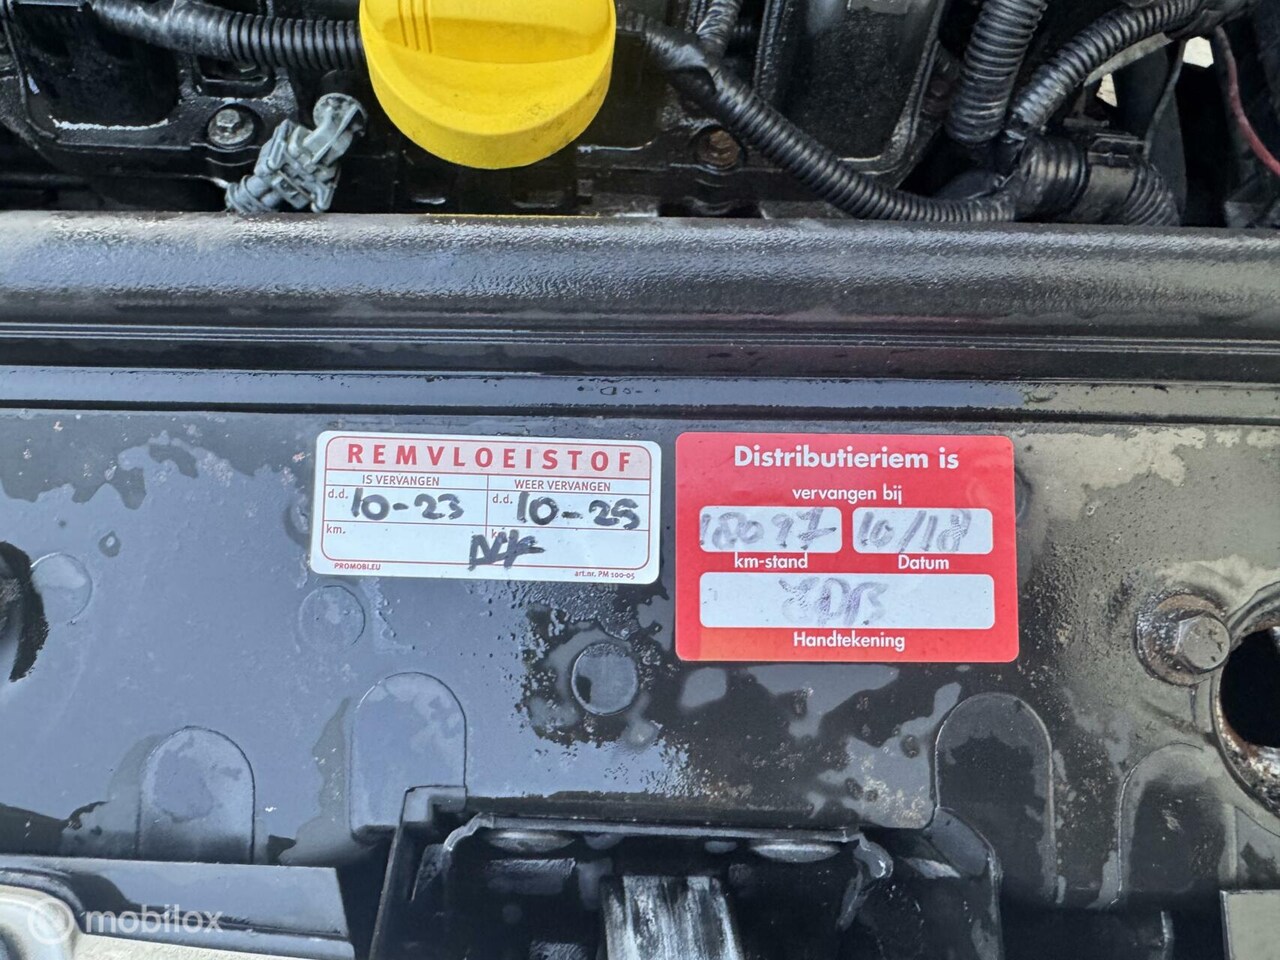 REMVLOEISTOF
IS VERVANGEN
WEER VERVANGEN
d.d. 10-23
d.d. 10-25
km.
PROMOBI.EU
art.nr. PM 100-05
Distributieriem is
vervangen bij
10/18
km-stand
Datum
Handtekening
mobilox